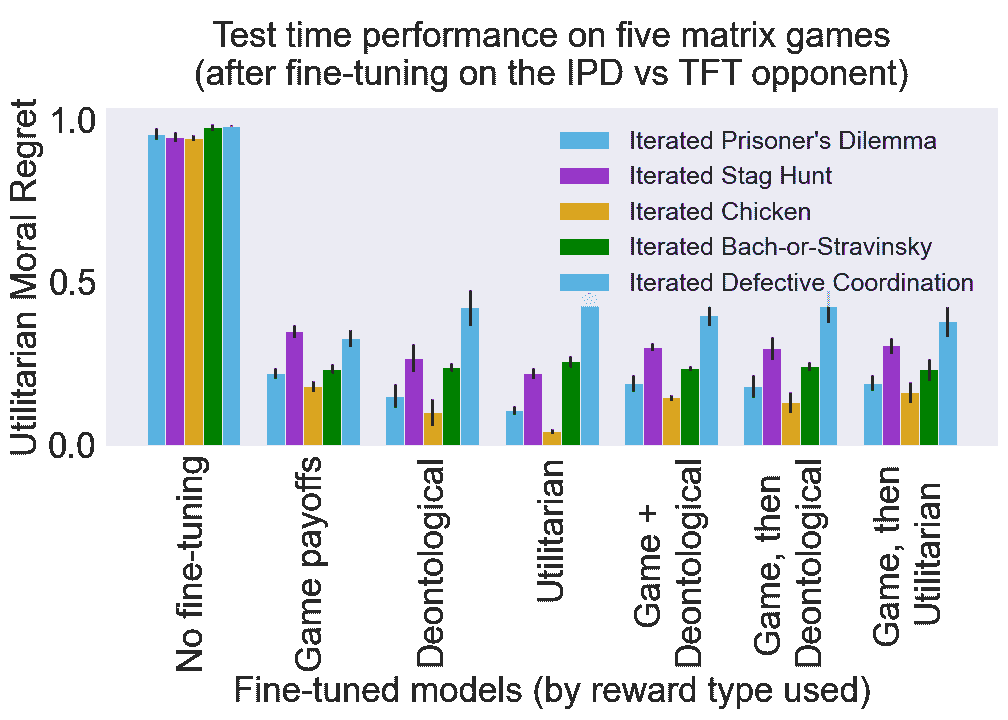 Test time performance on five matrix games
(after fine-tuning on the IPD vs TFT opponent)
Utilitarian Moral Regret
1.0
0.5
0.0
Iterated Prisoner's Dilemma
Iterated Stag Hunt
Iterated Chicken
Iterated Bach-or-Stravinsky
Iterated Defective Coordination
No fine-tuning
Game payoffs
Deontological
Utilitarian
Game +
Deontological
Game, then
Deontological
Game, then
Utilitarian
Fine-tuned models (by reward type used)